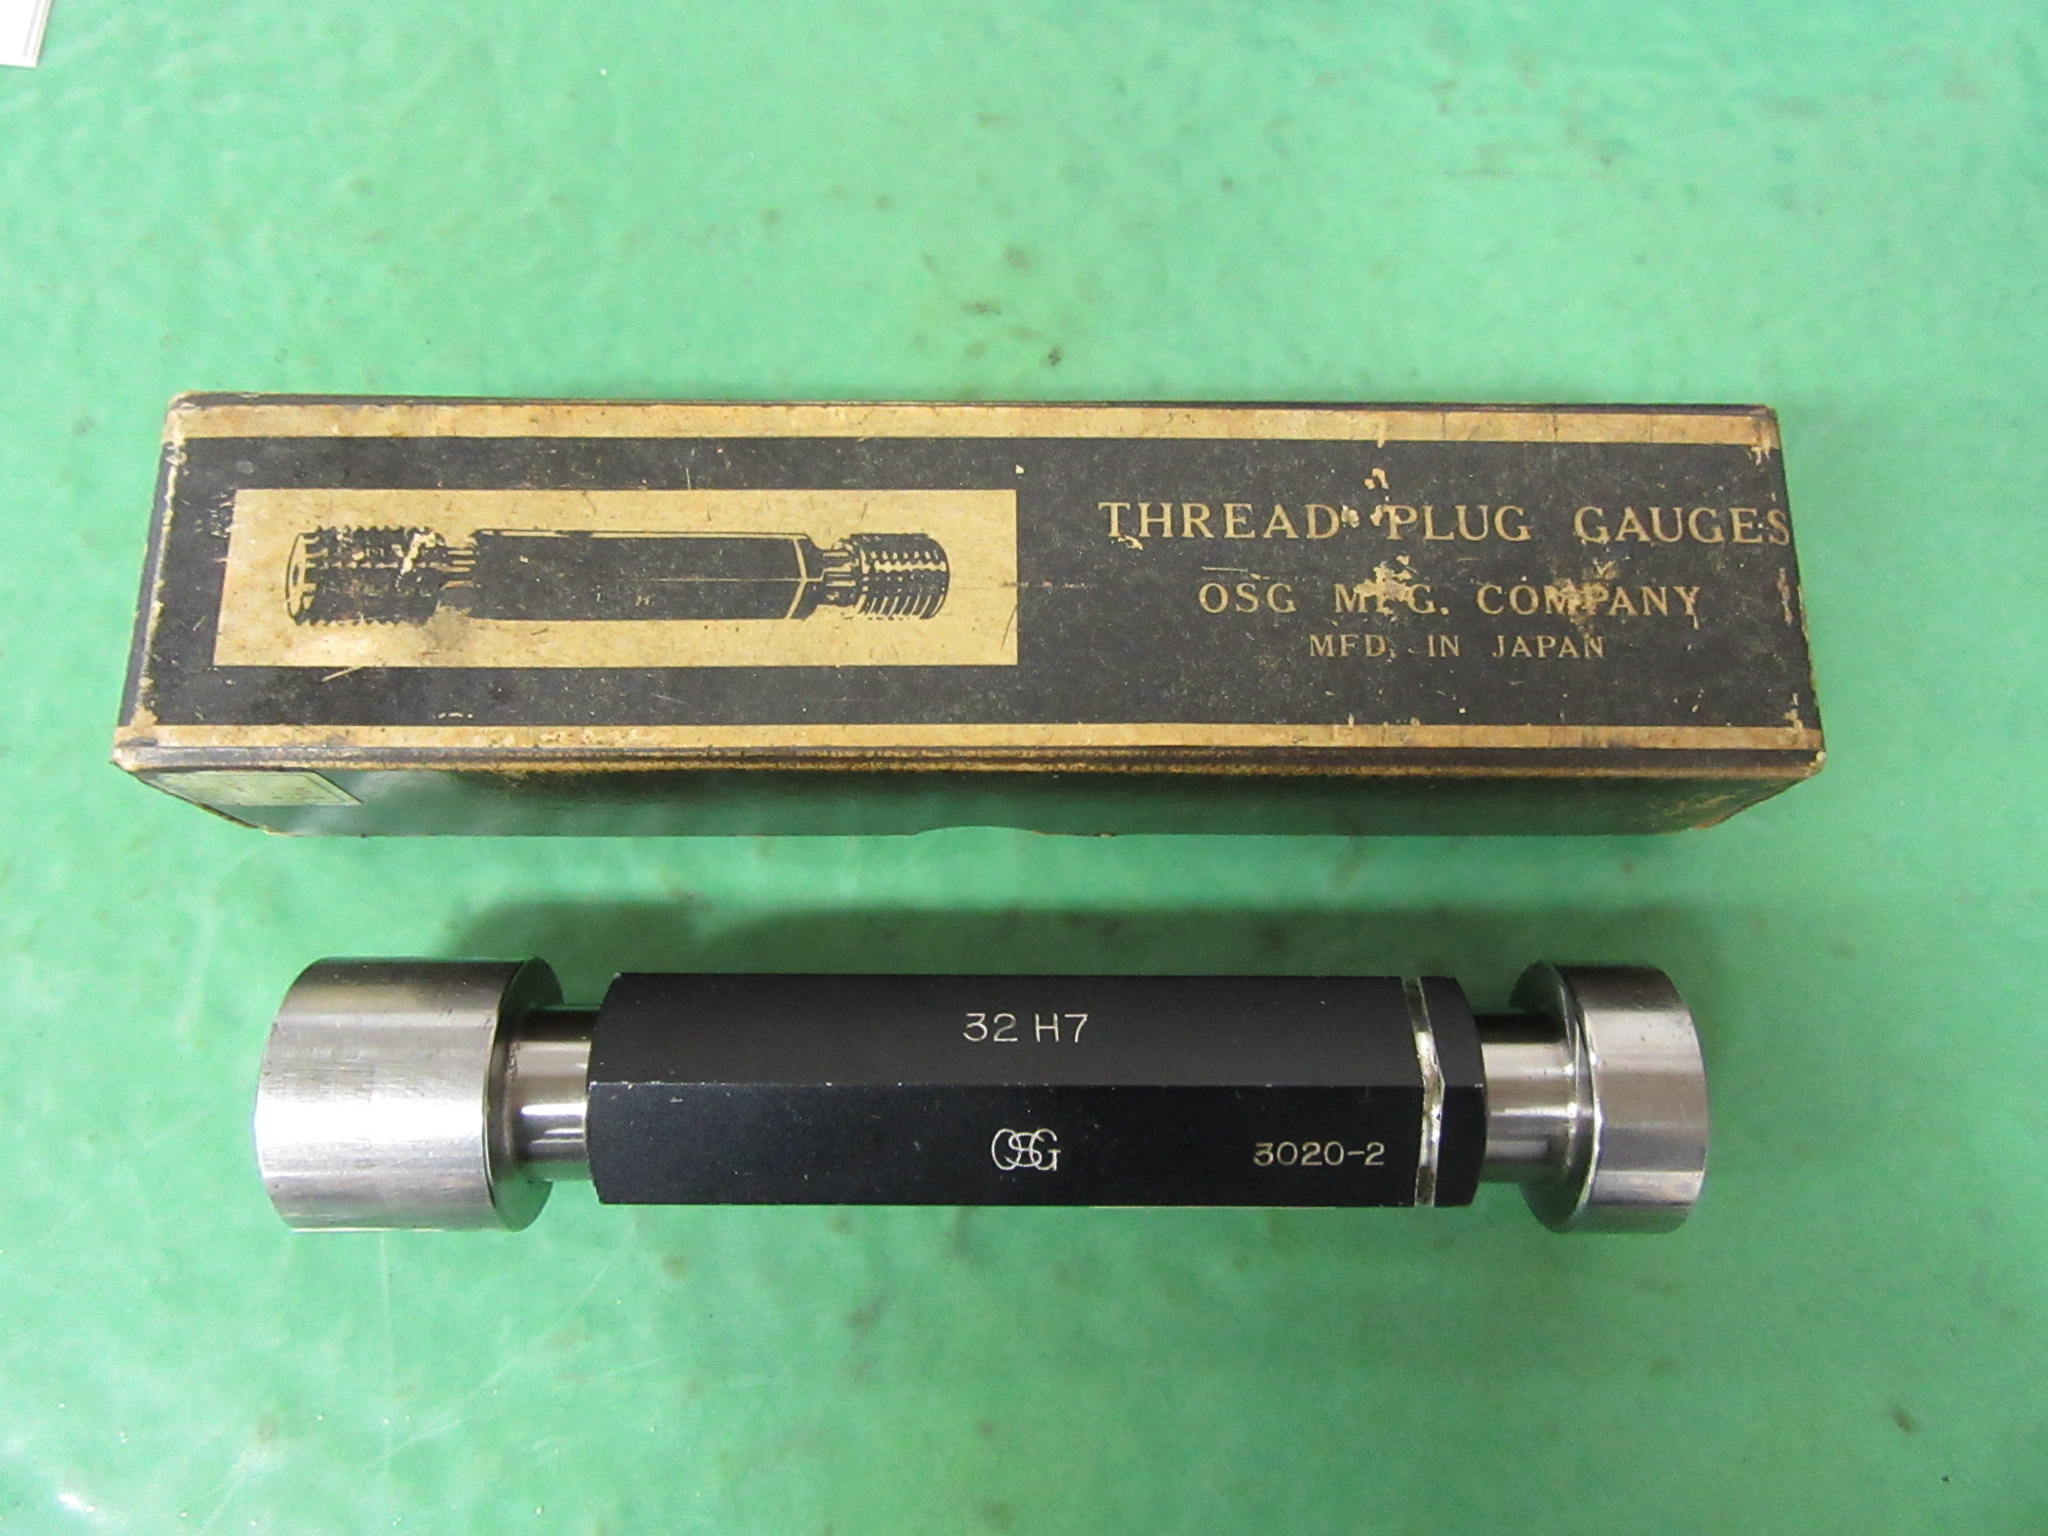 THREAD PLUG GAUGES
OSG MFG. COMPANY
MFD. IN JAPAN
32 H7
OSG
3020-2